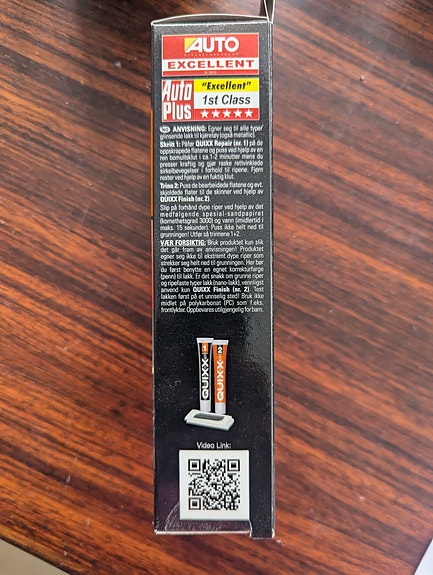 AUTO
EXCELLENT
Auto
Plus
"Excellent"
1st Class
NO ANVISNING: Egner seg til alle typer
glinsende lakk til kjøretøy (også metallic).
Skritt 1: Påfør QUIXX Repair (nr. 1) på de
oppskrapede flatene og puss ved hjelp av en
ren bomullsklut i ca.1-2 minutter mens du
presser kraftig og gjør raske rettvinklede
sirkelbevegelser i forhold til ripene. Fjern
rester ved hjelp av en fuktig klut.
Trinn 2: Puss de bearbeidede flatene og evt.
skjoldede flater til de skinner ved hjelp av
QUIXX Finish (nr. 2)
Slip på forhånd dype riper ved hjelp av det
medfølgende spesial-sandpapiret
(kornethetsgrad 3000) og vann (imidlertid i
maks. 15 sekunder). Puss ikke helt ned til
grunningen! Utfør så trinnene 1+2.
VÆR FORSIKTIG: Bruk produktet kun slik
det går fram av anvisningen! Produktet
egner seg ikke til ekstremt dype riper som
strekker seg helt ned til grunningen. Her bør
du først benytte en egnet korrekturfarge
(penn) til lakk. Er det snakk om grunne riper
og ripefaste typer lakk (nano-lakk), vennligst
anvend kun QUIXX Finish (nr. 2). Test
lakken først på et unnselig sted! Bruk ikke
midlet på polykarbonat (PC) som f.eks.
frontlykter. Oppbevares utilgjengelig for barn.
QUIXX 1
QUIXX 2
Video Link: